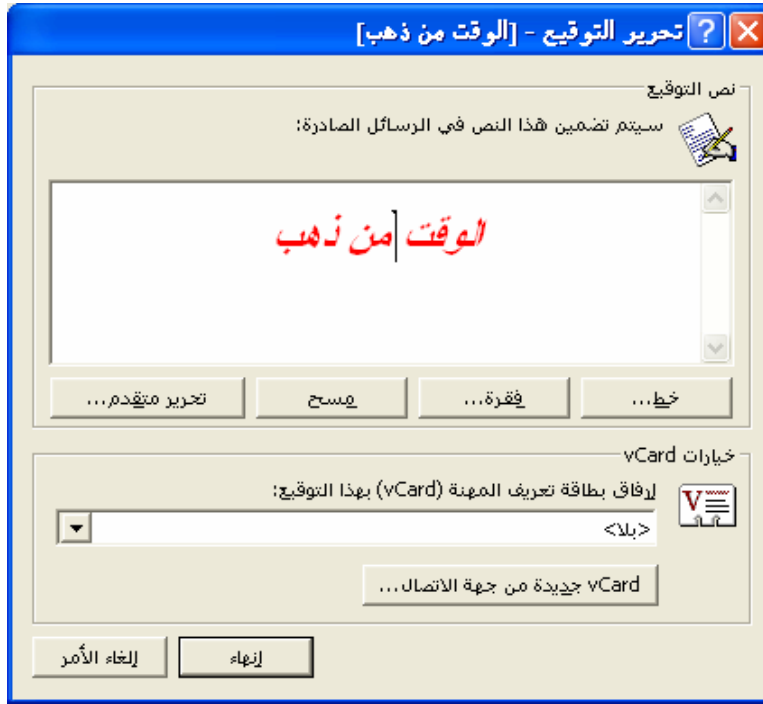 تحرير التوقيع - [الوقت من ذهب]
نص التوقيع
سيتم تضمين هذا النص في الرسائل الصادرة:
الوقت من ذهب
خط... فقرة... مسح تحرير متقدم...
خيارات vCard
إرفاق بطاقة تعريف المهنة (vCard) بهذا التوقيع:
<بلا>
vCard جديدة من جهة الاتصال...
إنهاء إلغاء الأمر